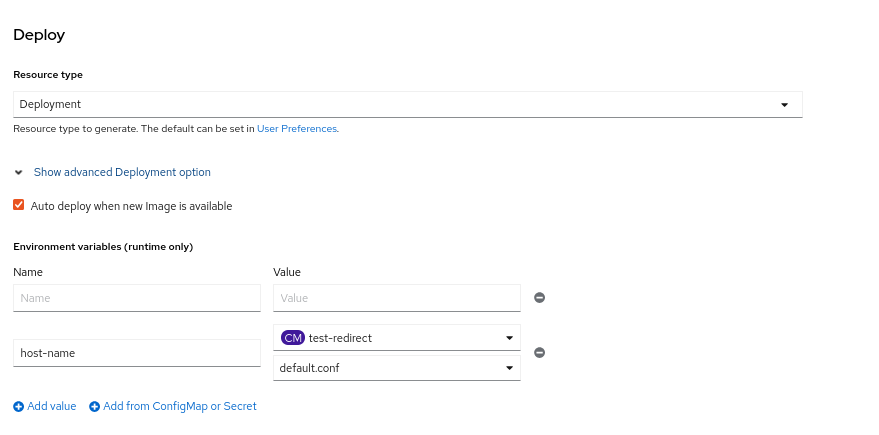 Deploy
Resource type
Deployment
Resource type to generate. The default can be set in User Preferences.
Show advanced Deployment option
Auto deploy when new Image is available
Environment variables (runtime only)
Name Value
Name Value
CM test-redirect
host-name
default.conf
Add value Add from ConfigMap or Secret